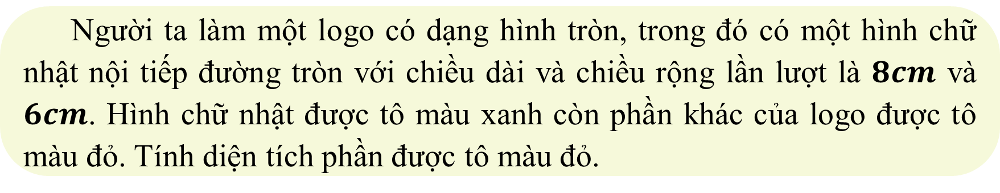 Người ta làm một logo có dạng hình tròn, trong đó có một hình chữ
nhật nội tiếp đường tròn với chiều dài và chiều rộng lần lượt là 8cm và
6cm. Hình chữ nhật được tô màu xanh còn phần khác của logo được tô
màu đỏ. Tính diện tích phần được tô màu đỏ.